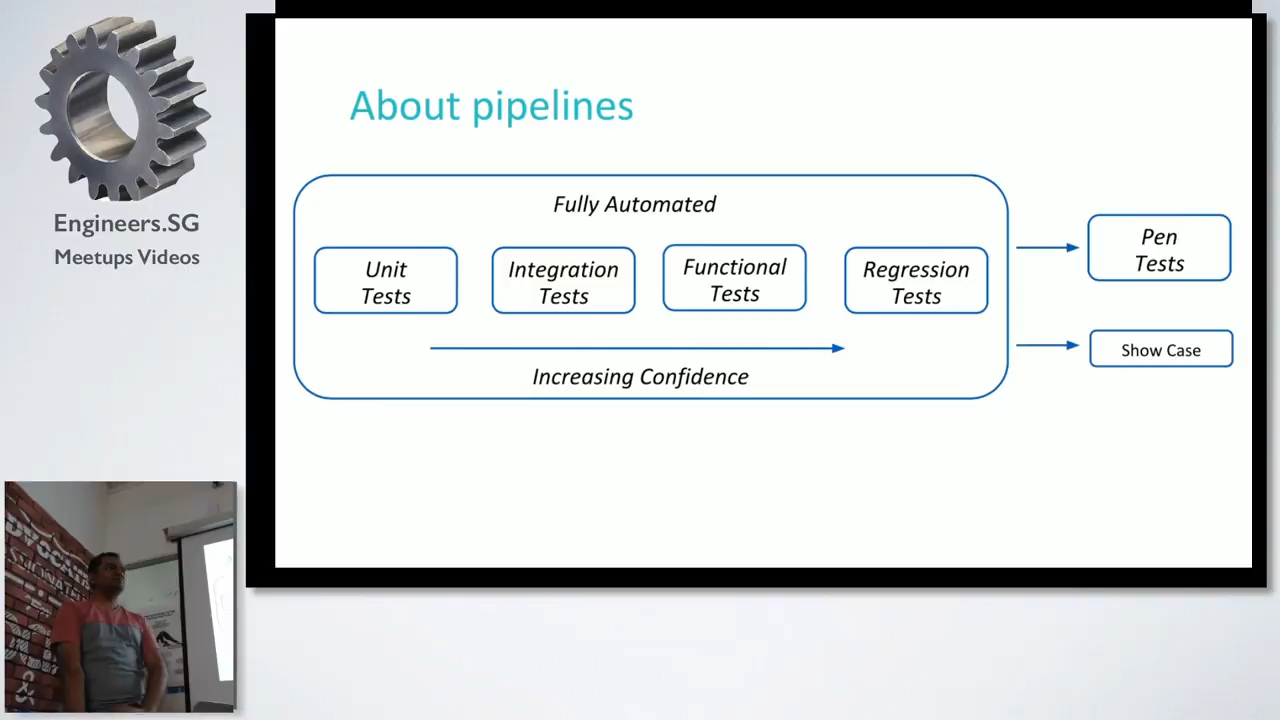 Engineers.SG
Meetups Videos
About pipelines
Fully Automated
Unit
Tests
Integration
Tests
Functional
Tests
Regression
Tests
Increasing Confidence
Pen
Tests
Show Case